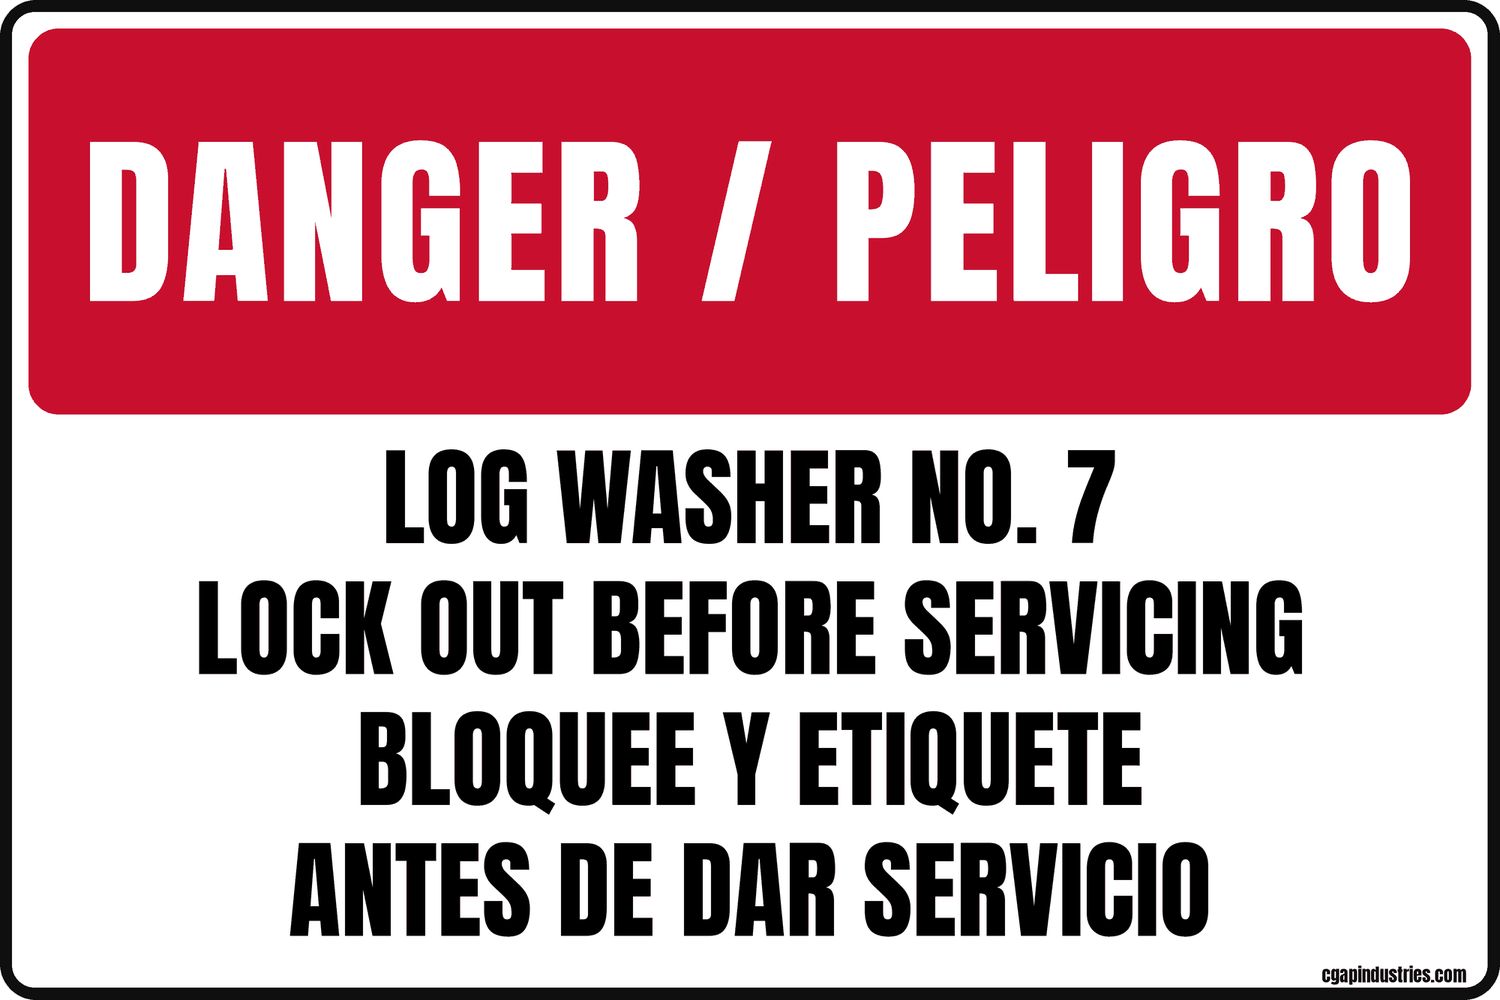 DANGER / PELIGRO
LOG WASHER NO. 7
LOCK OUT BEFORE SERVICING
BLOQUEE Y ETIQUETE
ANTES DE DAR SERVICIO
cgapindustries.com